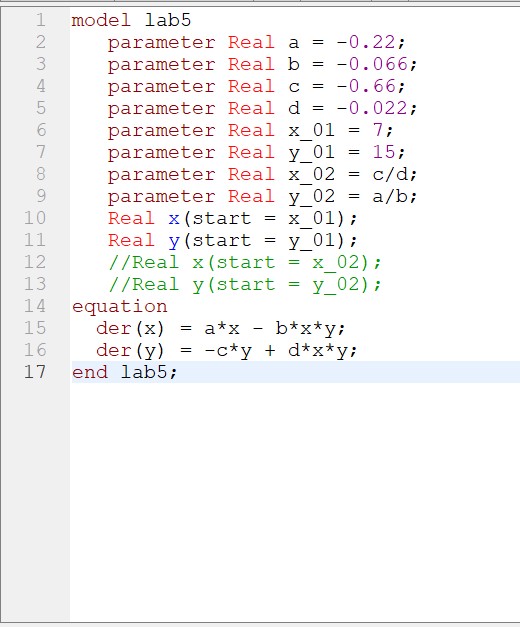 1 model lab5
2 parameter Real a = -0.22;
3 parameter Real b = -0.066;
4 parameter Real c = -0.66;
5 parameter Real d = -0.022;
6 parameter Real x_01 = 7;
7 parameter Real y_01 = 15;
8 parameter Real x_02 = c/d;
9 parameter Real y_02 = a/b;
10 Real x(start = x_01);
11 Real y(start = y_01);
12 //Real x(start = x_02);
13 //Real y(start = y_02);
14 equation
15 der(x) = a*x - b*x*y;
16 der(y) = -c*y + d*x*y;
17 end lab5;